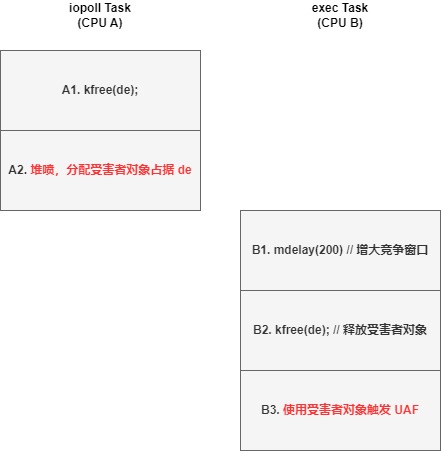 iopoll Task
(CPU A)
exec Task
(CPU B)
A1. kfree(de);
A2. 堆喷，分配受害者对象占据 de
B1. mdelay(200) // 增大竞争窗口
B2. kfree(de); // 释放受害者对象
B3. 使用受害者对象触发 UAF